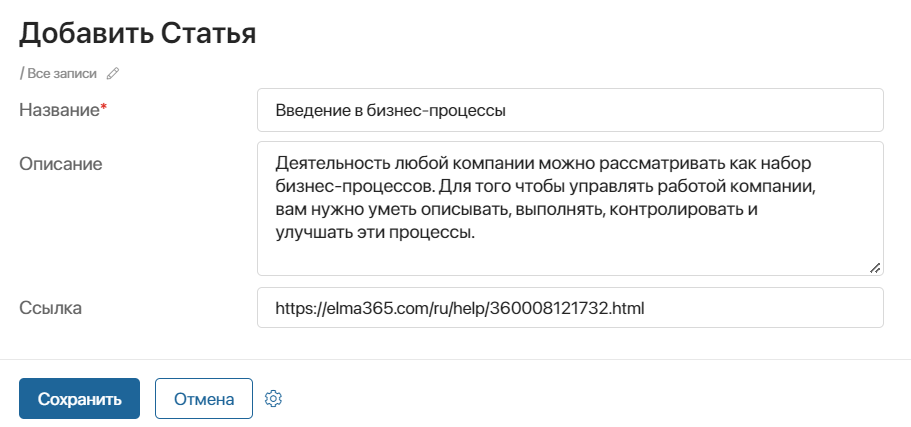 Добавить Статья
/ Все записи
Название*
Введение в бизнес-процессы
Описание
Деятельность любой компании можно рассматривать как набор
бизнес-процессов. Для того чтобы управлять работой компании,
вам нужно уметь описывать, выполнять, контролировать и
улучшать эти процессы.
Ссылка
https://elma365.com/ru/help/360008121732.html
Сохранить
Отмена